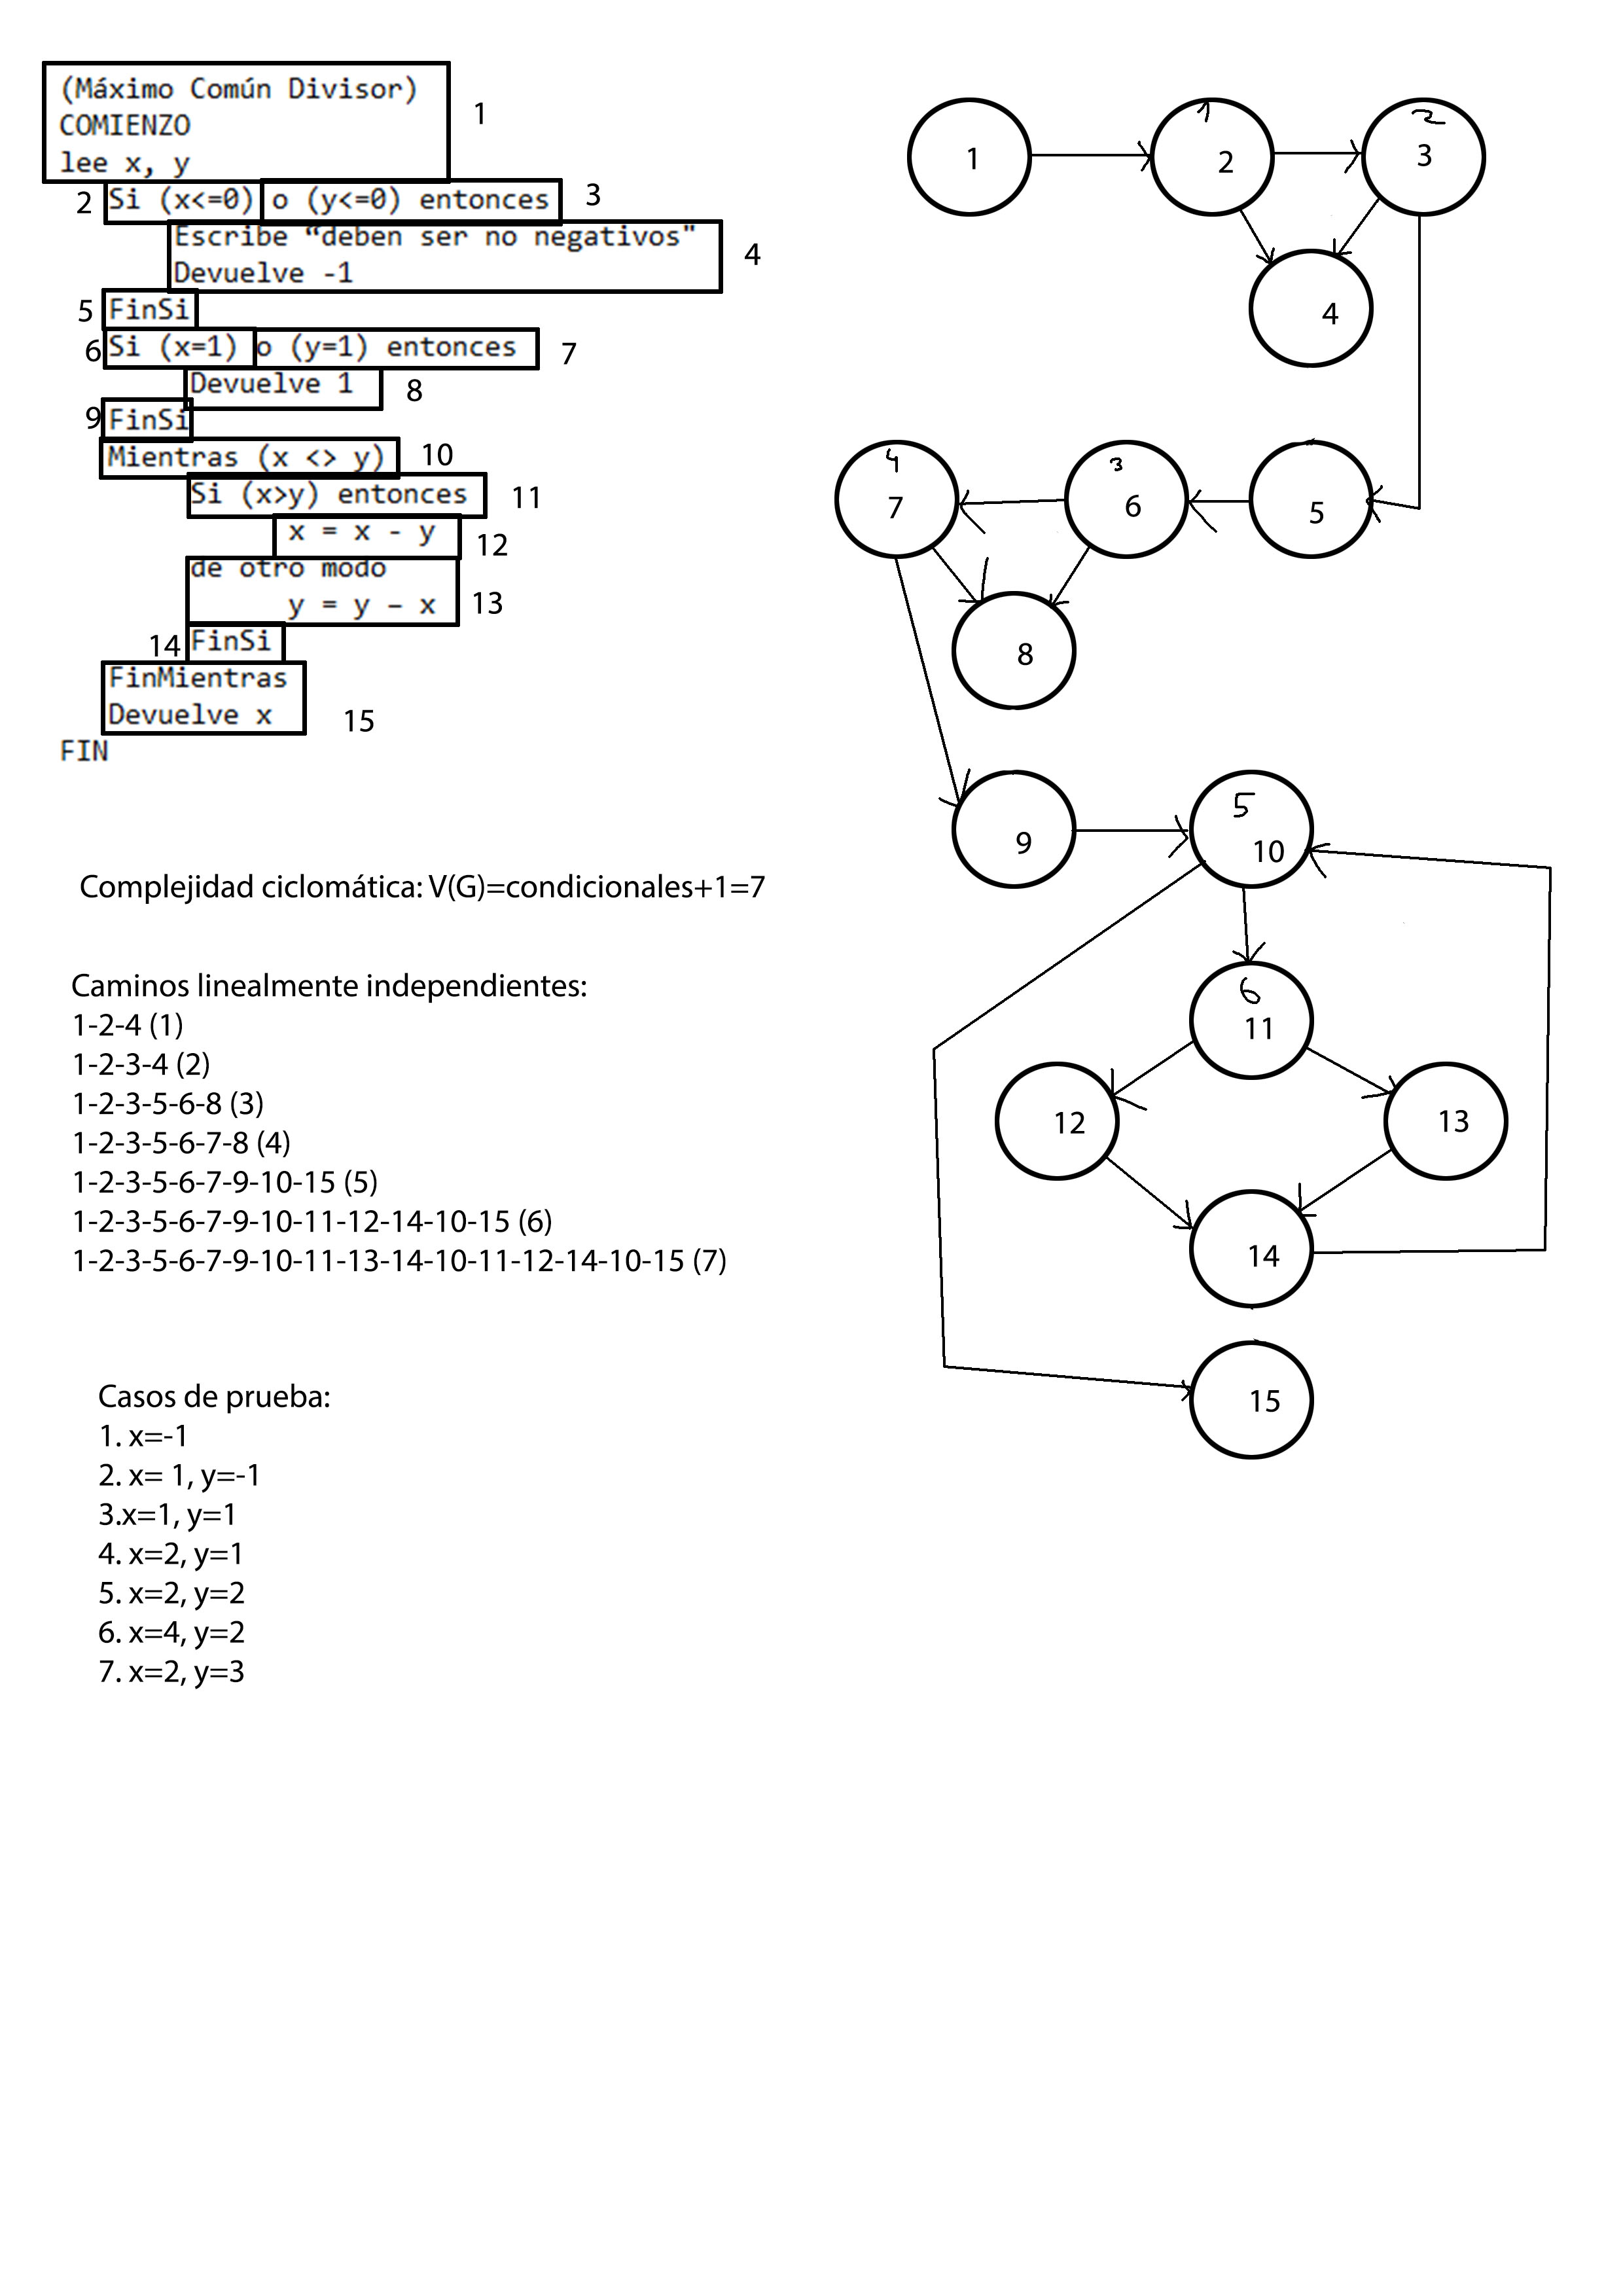 (Máximo Común Divisor)
COMIENZO
lee x, y
1
2
Si (x<=0) o (y<=0) entonces
3
Escribe “deben ser no negativos"
Devuelve -1
4
5
FinSi
6
Si (x=1) o (y=1) entonces
7
Devuelve 1
8
9
FinSi
Mientras (x <> y)
10
Si (x>y) entonces
11
x = x - y
12
de otro modo
y = y – x
13
14
FinSi
FinMientras
Devuelve x
15
FIN
Complejidad ciclomática: V(G)=condicionales+1=7
Caminos linealmente independientes:
1-2-4 (1)
1-2-3-4 (2)
1-2-3-5-6-8 (3)
1-2-3-5-6-7-8 (4)
1-2-3-5-6-7-9-10-15 (5)
1-2-3-5-6-7-9-10-11-12-14-10-15 (6)
1-2-3-5-6-7-9-10-11-13-14-10-11-12-14-10-15 (7)
Casos de prueba:
1. x=-1
2. x= 1, y=-1
3.x=1, y=1
4. x=2, y=1
5. x=2, y=2
6. x=4, y=2
7. x=2, y=3
1
1
2
2
3
4
4
7
3
6
5
8
9
5
10
6
11
12
13
14
15